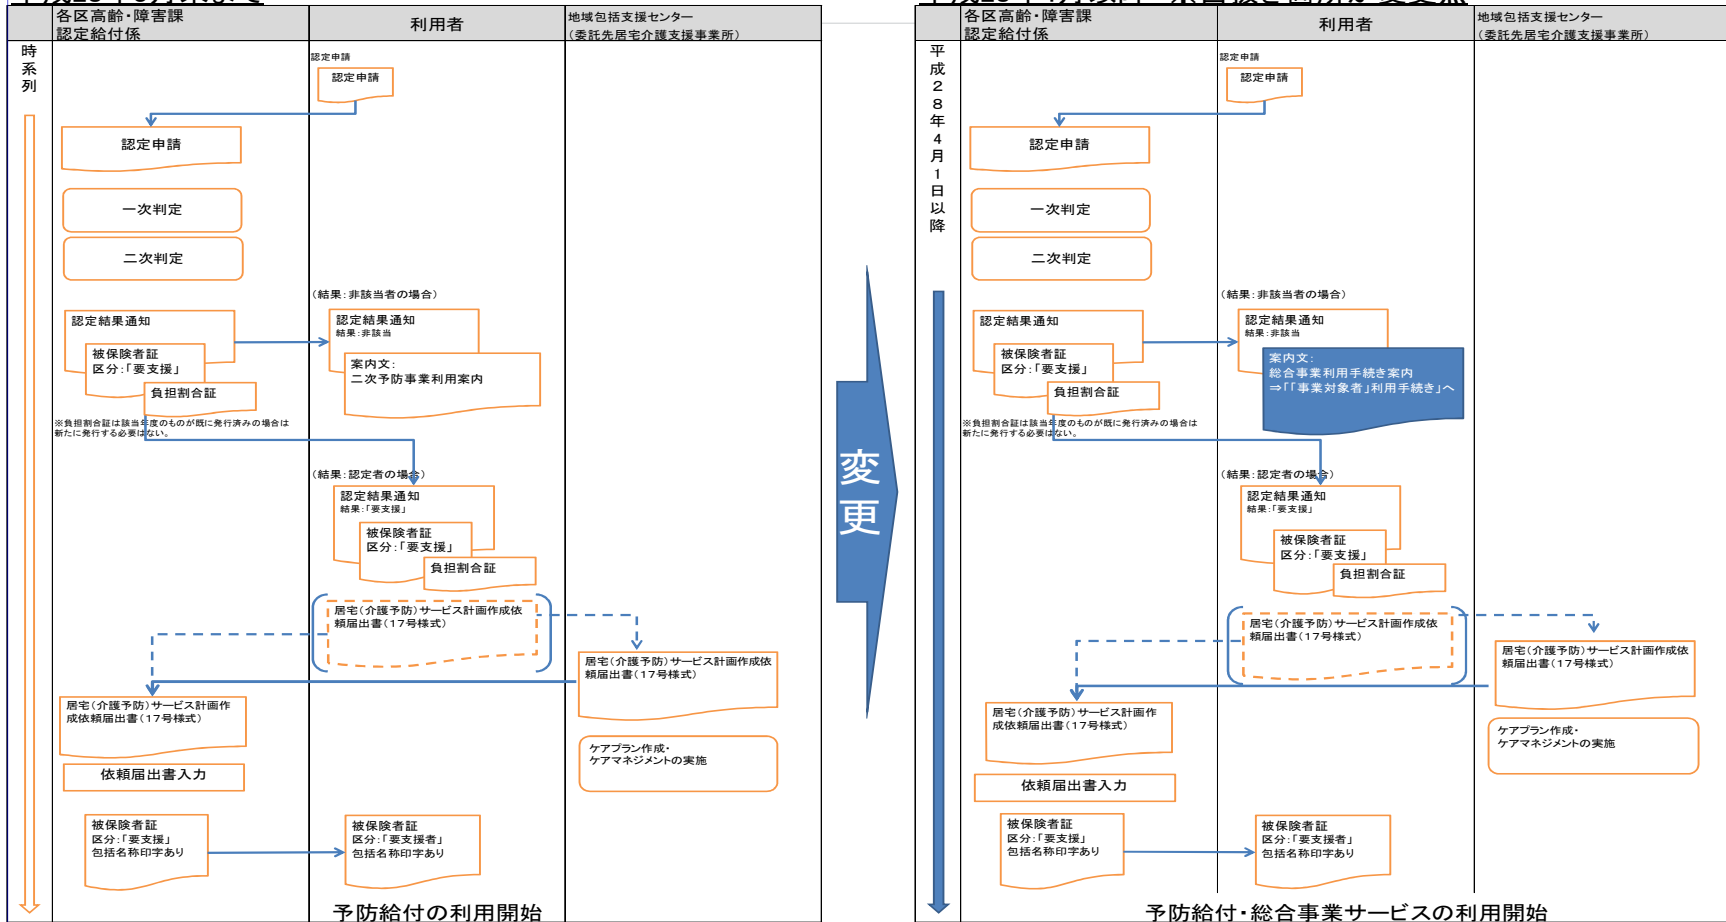 各区高齢・障害課
認定給付係
利用者
地域包括支援センター
（委託先居宅介護支援事業所）
時系列
認定申請
認定申請
認定申請
一次判定
二次判定
（結果：非該当者の場合）
認定結果通知
被保険者証
区分：「要支援」
負担割合証
認定結果通知
結果：非該当
案内文：
二次予防事業利用案内
※負担割合証は該当年度のものが既に発行済みの場合は
新たに発行する必要はない。
（結果：認定者の場合）
認定結果通知
結果：「要支援」
被保険者証
区分：「要支援」
負担割合証
居宅（介護予防）サービス計画作成依
頼届出書（17号様式）
居宅（介護予防）サービス計画作成依
頼届出書（17号様式）
居宅（介護予防）サービス計画作
成依頼届出書（17号様式）
ケアプラン作成・
ケアマネジメントの実施
依頼届出書入力
被保険者証
区分：「要支援」
包括名称印字あり
被保険者証
区分：「要支援者」
包括名称印字あり
予防給付の利用開始
変更
各区高齢・障害課
認定給付係
利用者
地域包括支援センター
（委託先居宅介護支援事業所）
平成28年4月1日以降
認定申請
認定申請
認定申請
一次判定
二次判定
（結果：非該当者の場合）
認定結果通知
被保険者証
区分：「要支援」
負担割合証
認定結果通知
結果：非該当
案内文：
総合事業利用手続き案内
⇒「「事業対象者」利用手続き」へ
※負担割合証は該当年度のものが既に発行済みの場合は
新たに発行する必要はない。
（結果：認定者の場合）
認定結果通知
結果：「要支援」
被保険者証
区分：「要支援」
負担割合証
居宅（介護予防）サービス計画作成依
頼届出書（17号様式）
居宅（介護予防）サービス計画作成依
頼届出書（17号様式）
居宅（介護予防）サービス計画作
成依頼届出書（17号様式）
ケアプラン作成・
ケアマネジメントの実施
依頼届出書入力
被保険者証
区分：「要支援」
包括名称印字あり
被保険者証
区分：「要支援者」
包括名称印字あり
予防給付・総合事業サービスの利用開始